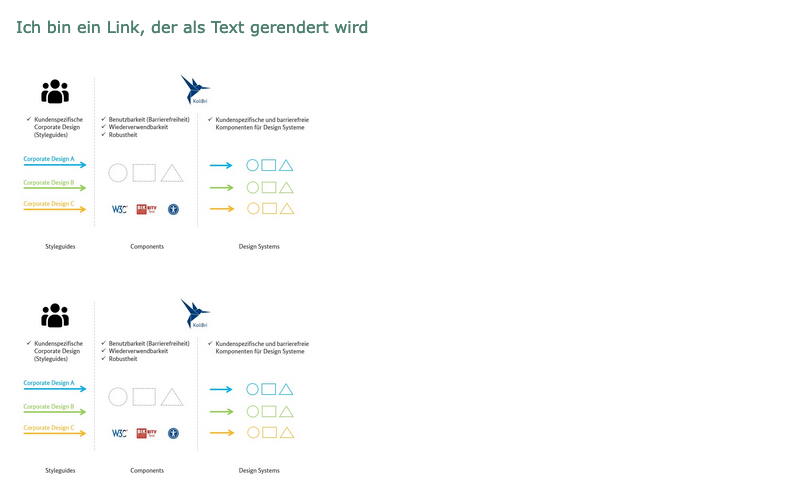 Ich bin ein Link, der als Text gerendert wird
KoliBri
✓ Kundenspezifische
Corporate Design
(Styleguides)
✓ Benutzbarkeit (Barrierefreiheit)
✓ Wiederverwendbarkeit
✓ Robustheit
✓ Kundenspezifische und barrierefreie
Komponenten für Design Systeme
Corporate Design A
Corporate Design B
Corporate Design C
W3C
BIK BITV
Styleguides
Components
Design Systems
KoliBri
✓ Kundenspezifische
Corporate Design
(Styleguides)
✓ Benutzbarkeit (Barrierefreiheit)
✓ Wiederverwendbarkeit
✓ Robustheit
✓ Kundenspezifische und barrierefreie
Komponenten für Design Systeme
Corporate Design A
Corporate Design B
Corporate Design C
W3C
BIK BITV
Styleguides
Components
Design Systems